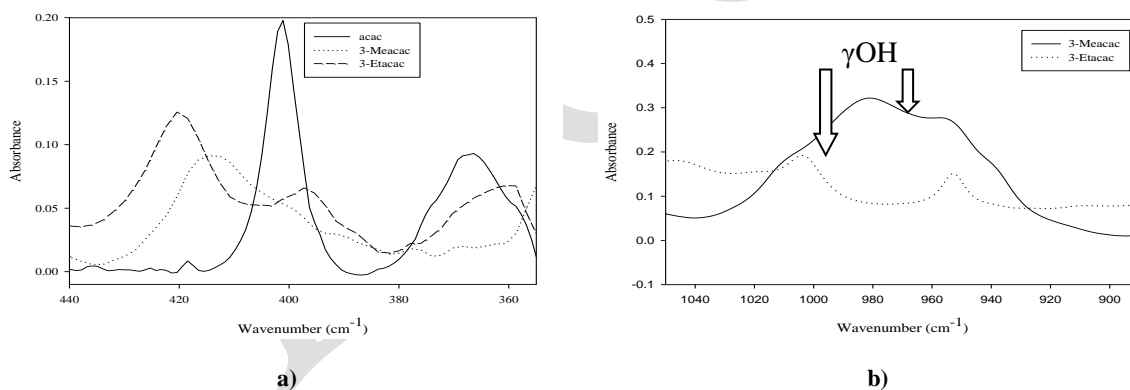 0.20
0.15
0.10
0.05
0.00
Absorbance
440 420 400 380 360
Wavenumber (cm-1)
acac
3-Meacac
3-Etacac
a)
0.5
0.4
0.3
0.2
0.1
0.0
-0.1
Absorbance
1040 1020 1000 980 960 940 920 900
Wavenumber (cm-1)
γOH
3-Meacac
3-Etacac
b)